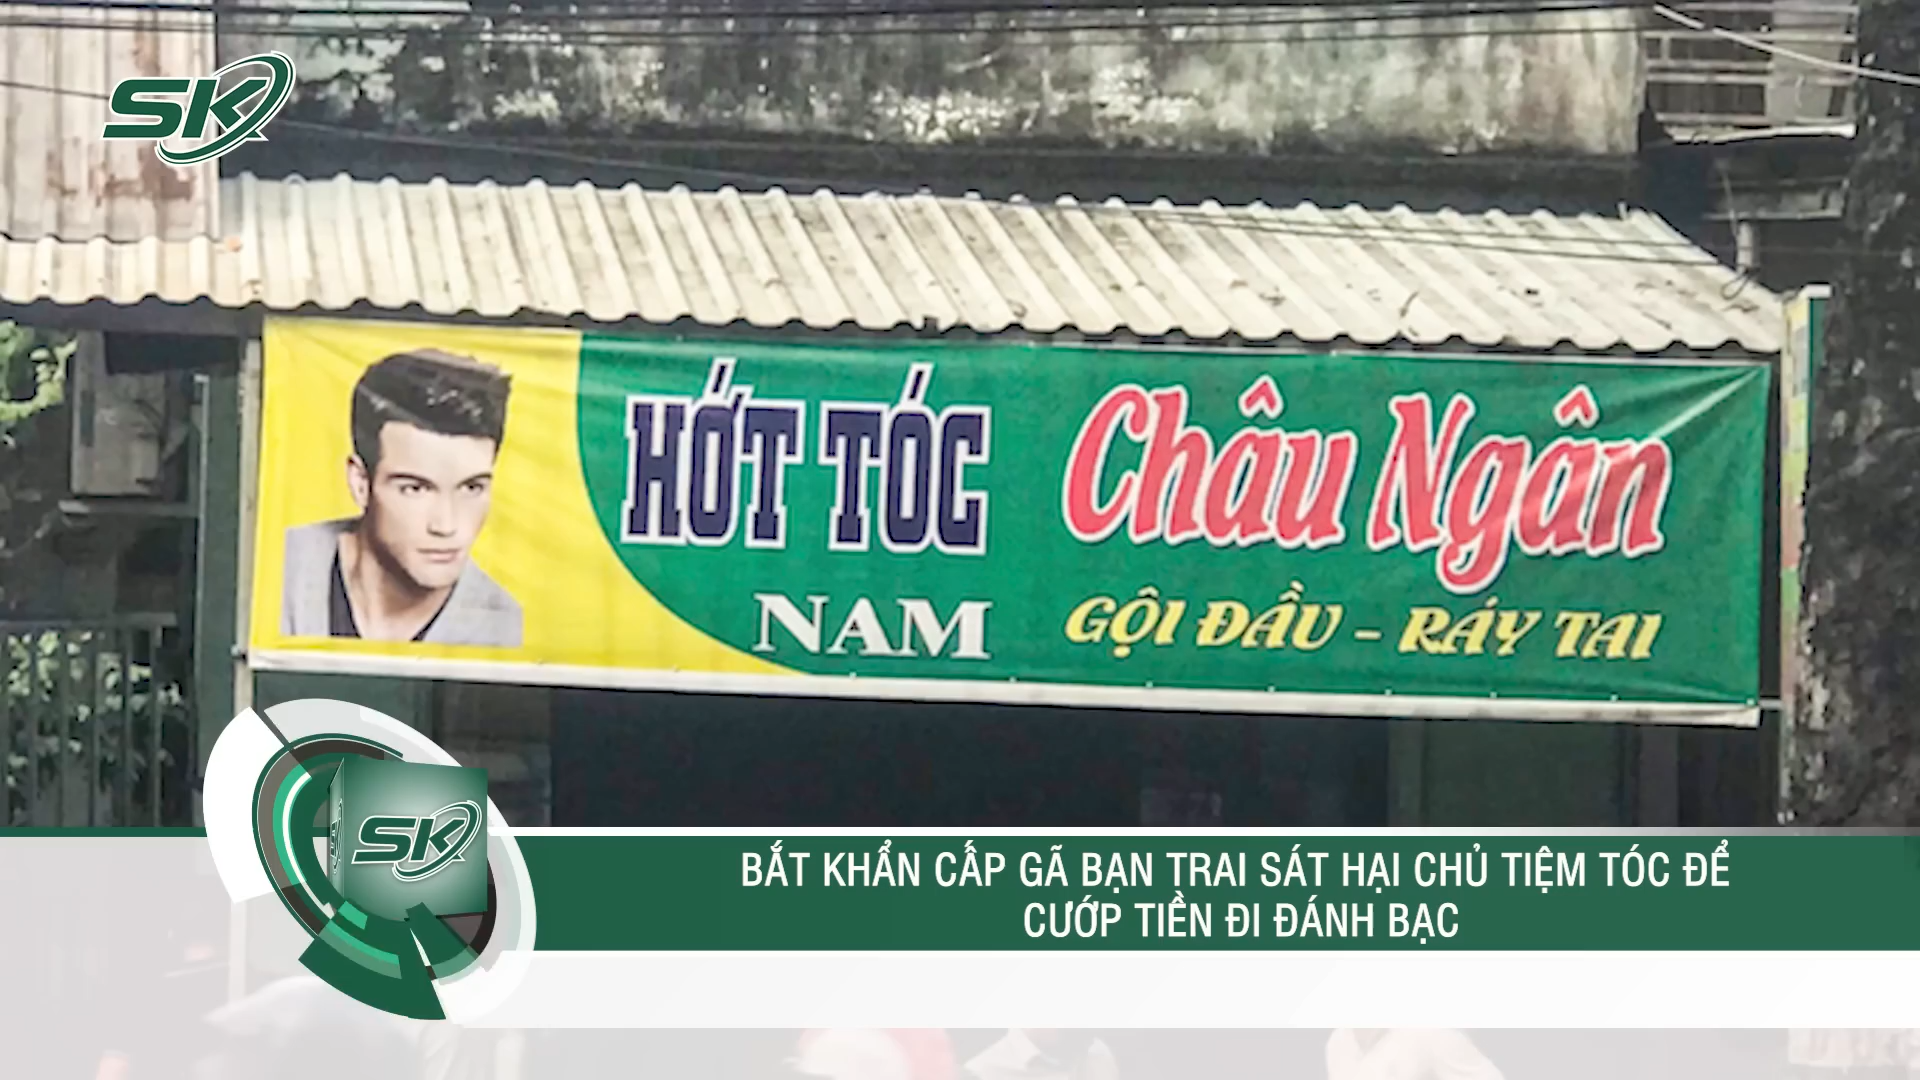 SK
HỚT TÓC
NAM
Châu Ngân
GỘI ĐẦU - RÁY TAI
SK
BẮT KHẨN CẤP GÃ BẠN TRAI SÁT HẠI CHỦ TIỆM TÓC ĐỂ
CƯỚP TIỀN ĐI ĐÁNH BẠC